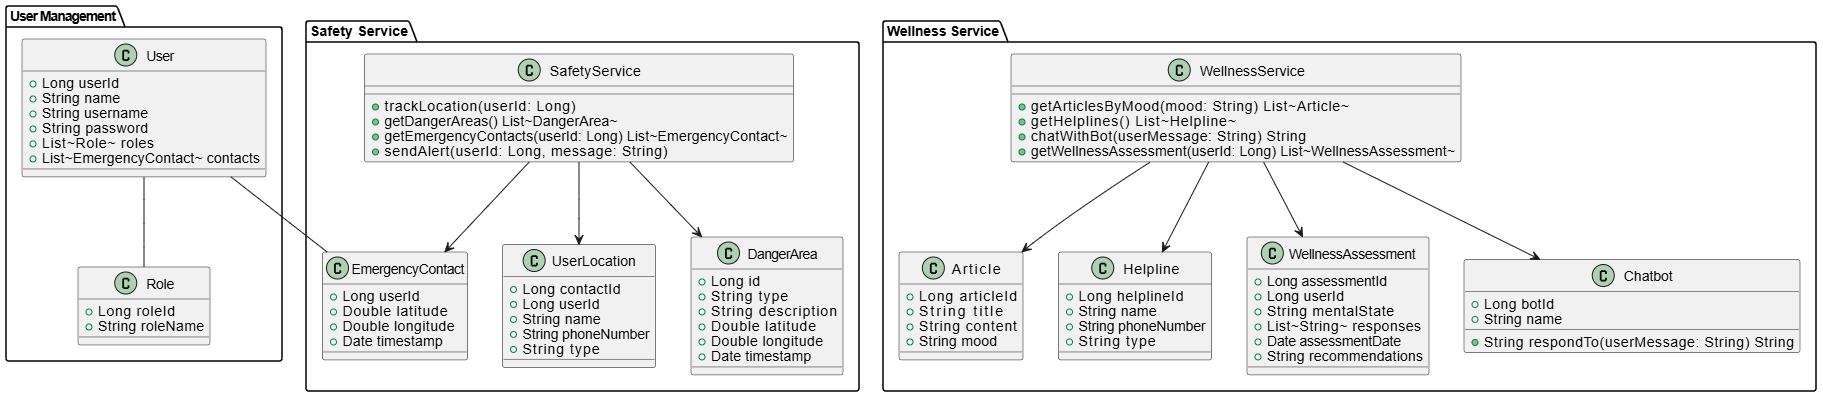 User Management
C User
Long userId
String name
String username
String password
List~Role~ roles
List~EmergencyContact~ contacts
C Role
Long roleId
String roleName
Safety Service
C SafetyService
trackLocation(userId: Long)
getDangerAreas() List~DangerArea~
getEmergencyContacts(userId: Long) List~EmergencyContact~
sendAlert(userId: Long, message: String)
C EmergencyContact
Long userId
Double latitude
Double longitude
Date timestamp
C UserLocation
Long contactId
Long userId
String name
String phoneNumber
String type
C DangerArea
Long id
String type
String description
Double latitude
Double longitude
Date timestamp
Wellness Service
C WellnessService
getArticlesByMood(mood: String) List~Article~
getHelplines() List~Helpline~
chatWithBot(userMessage: String) String
getWellnessAssessment(userId: Long) List~WellnessAssessment~
C Article
Long articleId
String title
String content
String mood
C Helpline
Long helplineId
String name
String phoneNumber
String type
C WellnessAssessment
Long assessmentId
Long userId
String mentalState
List~String~ responses
Date assessmentDate
String recommendations
C Chatbot
Long botId
String name
String respondTo(userMessage: String) String